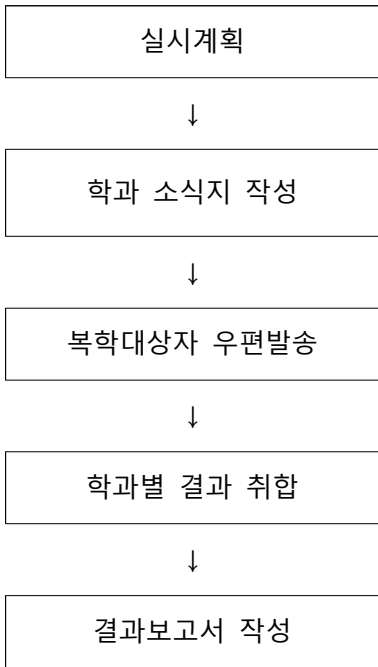 실시계획
↓
학과 소식지 작성
↓
복학대상자 우편발송
↓
학과별 결과 취합
↓
결과보고서 작성